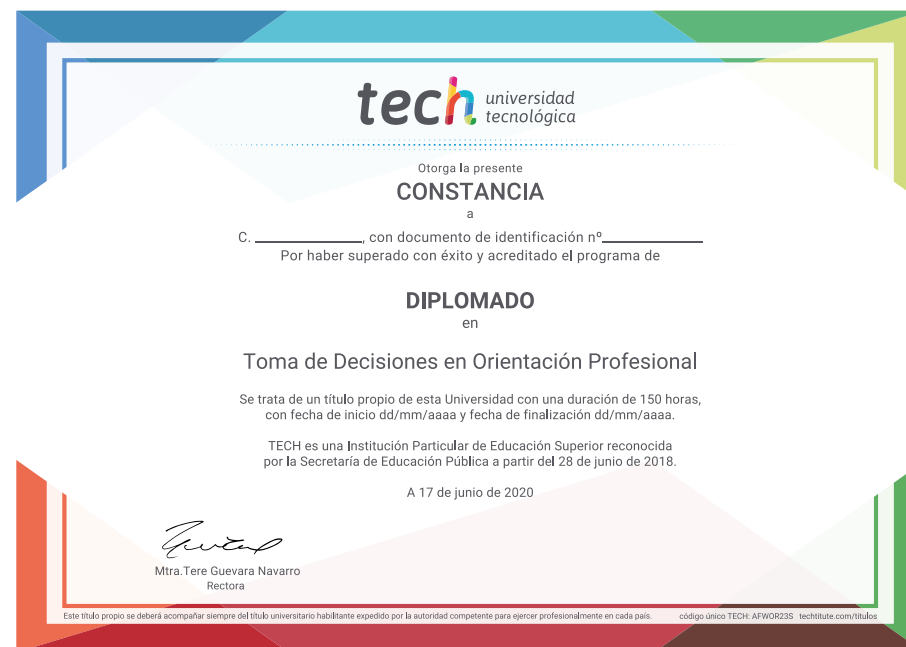 tech universidad
tecnológica
Otorga la presente
CONSTANCIA
a
C. ____________, con documento de identificación nº____________
Por haber superado con éxito y acreditado el programa de
DIPLOMADO
en
Toma de Decisiones en Orientación Profesional
Se trata de un título propio de esta Universidad con una duración de 150 horas,
con fecha de inicio dd/mm/aaaa y fecha de finalización dd/mm/aaaa.
TECH es una Institución Particular de Educación Superior reconocida
por la Secretaría de Educación Pública a partir del 28 de junio de 2018.
A 17 de junio de 2020
Mtra.Tere Guevara Navarro
Rectora
Este título propio se deberá acompañar siempre del título universitario habilitante expedido por la autoridad competente para ejercer profesionalmente en cada país. código único TECH: AFWOR23S techtitute.com/titulos